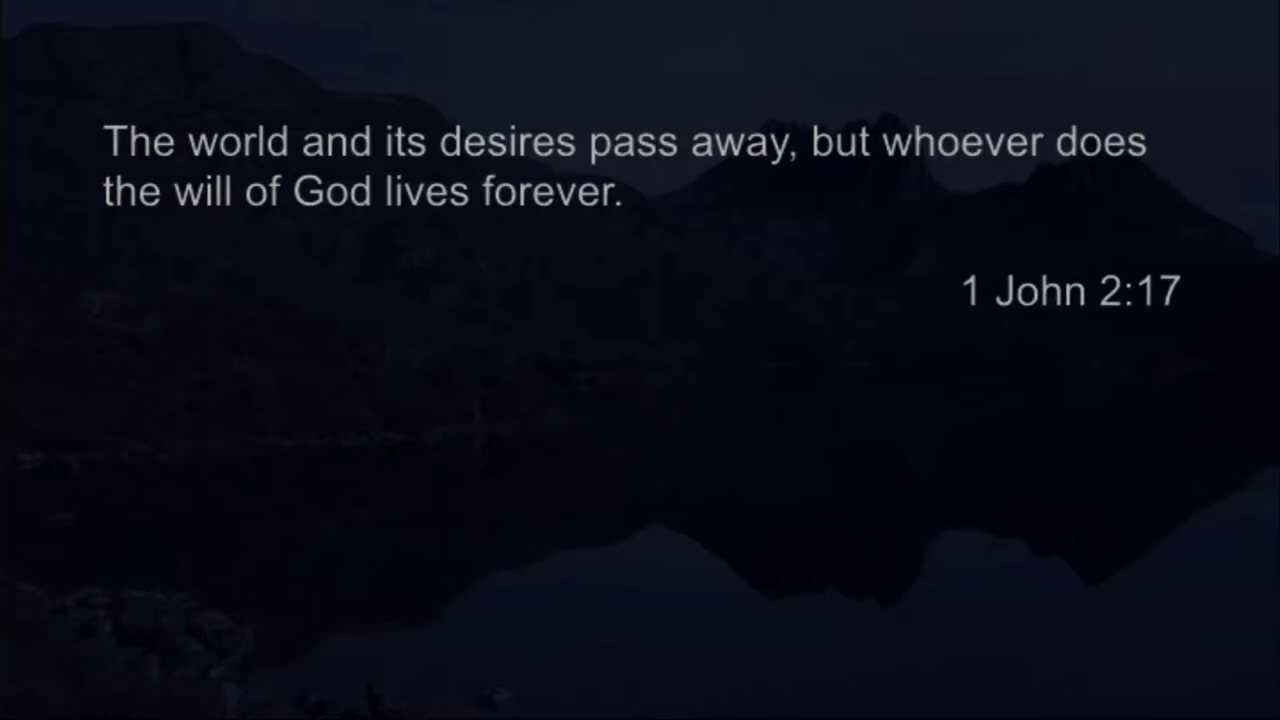 The world and its desires pass away, but whoever does
the will of God lives forever.
1 John 2:17